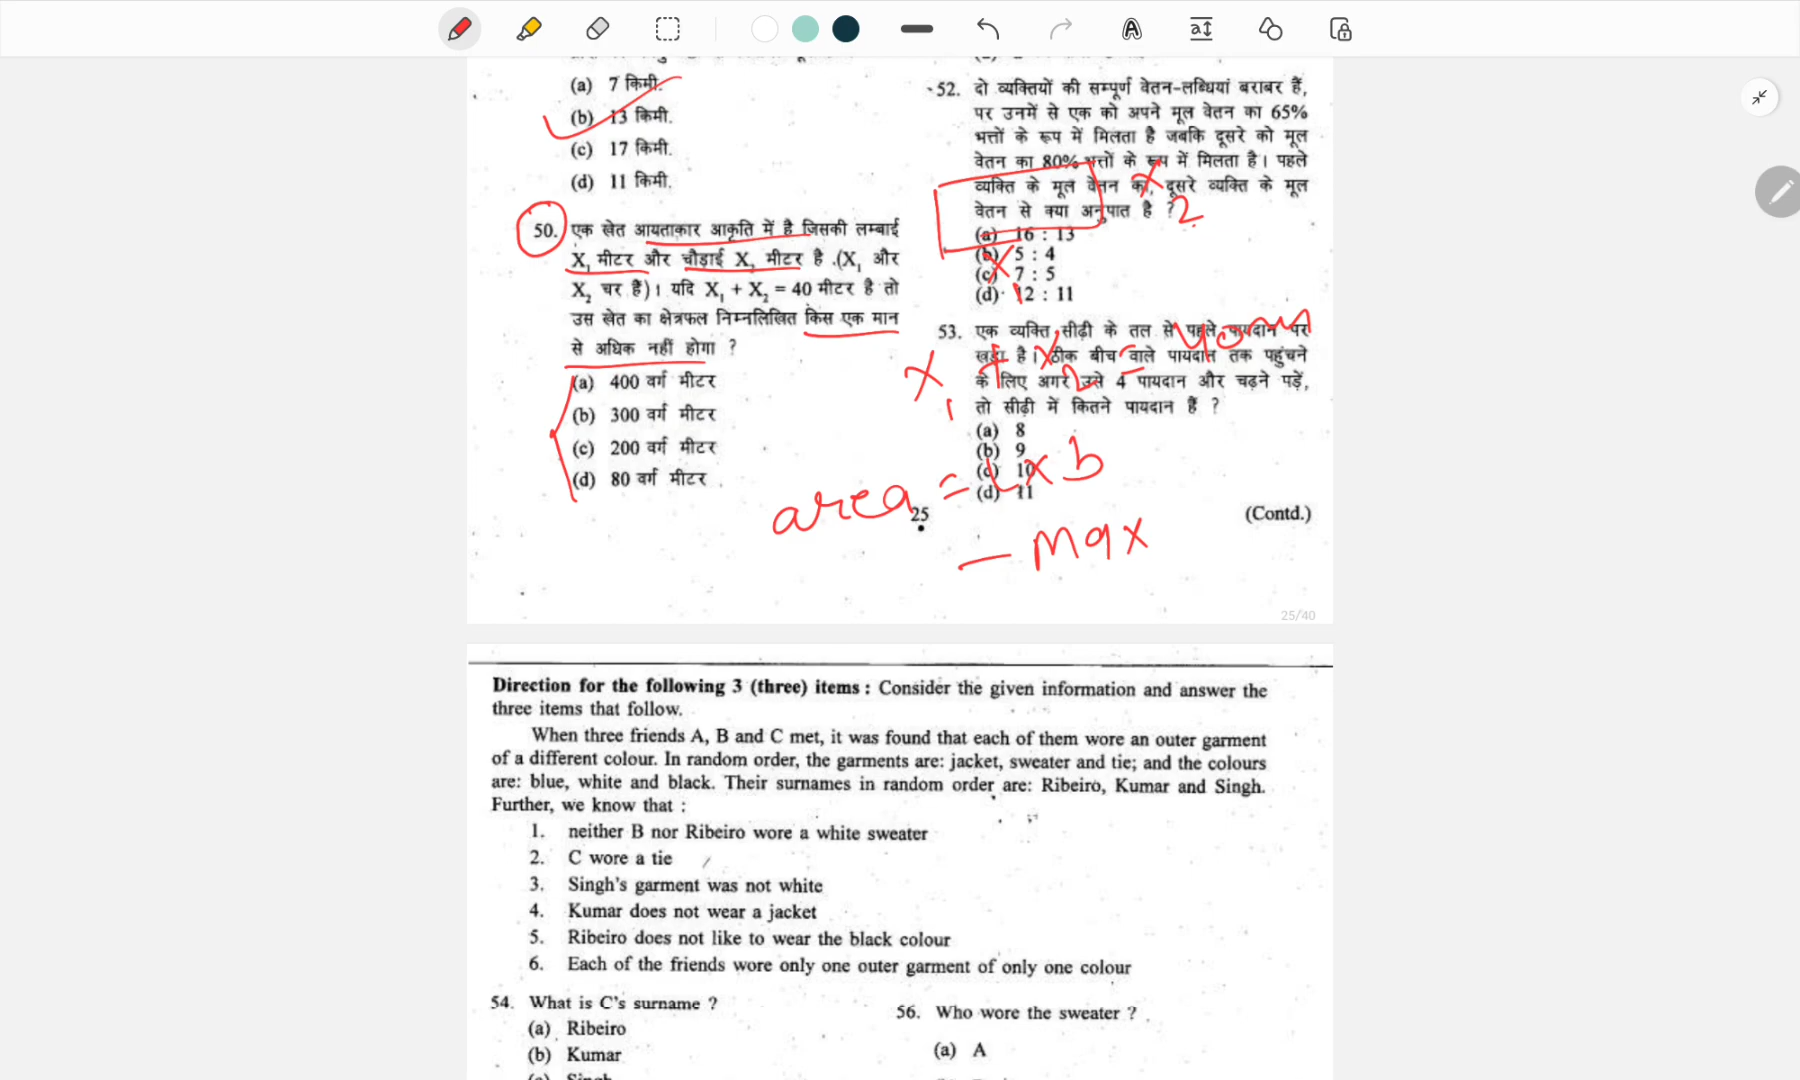 (a) 7 किमी.
(b) 13 किमी.
(c) 17 किमी.
(d) 11 किमी.
50. एक खेत आयताकार आकृति में है जिसकी लम्बाई
X₁ मीटर और चौड़ाई X₂ मीटर है (X₁ और
X₂ चर हैं)। यदि X₁ + X₂ = 40 मीटर है तो
उस खेत का क्षेत्रफल निम्नलिखित किस एक मान
से अधिक नहीं होगा ?
(a) 400 वर्ग मीटर
(b) 300 वर्ग मीटर
(c) 200 वर्ग मीटर
(d) 80 वर्ग मीटर
52. दो व्यक्तियों की सम्पूर्ण वेतन-लब्धियां बराबर हैं,
पर उनमें से एक को अपने मूल वेतन का 65%
भत्तों के रूप में मिलता है जबकि दूसरे को मूल
वेतन का 80% भत्तों के रूप में मिलता है। पहले
व्यक्ति के मूल वेतन का, दूसरे व्यक्ति के मूल
वेतन से क्या अनुपात है ?
(a) 16 : 13
(b) 5 : 4
(c) 7 : 5
(d) 12 : 11
X₂
X₁
53. एक व्यक्ति सीढ़ी के तल से पहले पायदान पर
खड़ा है। ठीक बीच वाले पायदान तक पहुंचने
के लिए अगर उसे 4 पायदान और चढ़ने पड़ें,
तो सीढ़ी में कितने पायदान हैं ?
(a) 8
(b) 9
(c) 10
(d) 11
X₁ + X₂ = 40m
area = L x b
— max
25
(Contd.)
25/40
Direction for the following 3 (three) items : Consider the given information and answer the
three items that follow.
When three friends A, B and C met, it was found that each of them wore an outer garment
of a different colour. In random order, the garments are: jacket, sweater and tie; and the colours
are: blue, white and black. Their surnames in random order are: Ribeiro, Kumar and Singh.
Further, we know that :
1. neither B nor Ribeiro wore a white sweater
2. C wore a tie
3. Singh's garment was not white
4. Kumar does not wear a jacket
5. Ribeiro does not like to wear the black colour
6. Each of the friends wore only one outer garment of only one colour
54. What is C's surname ?
(a) Ribeiro
(b) Kumar
56. Who wore the sweater ?
(a) A